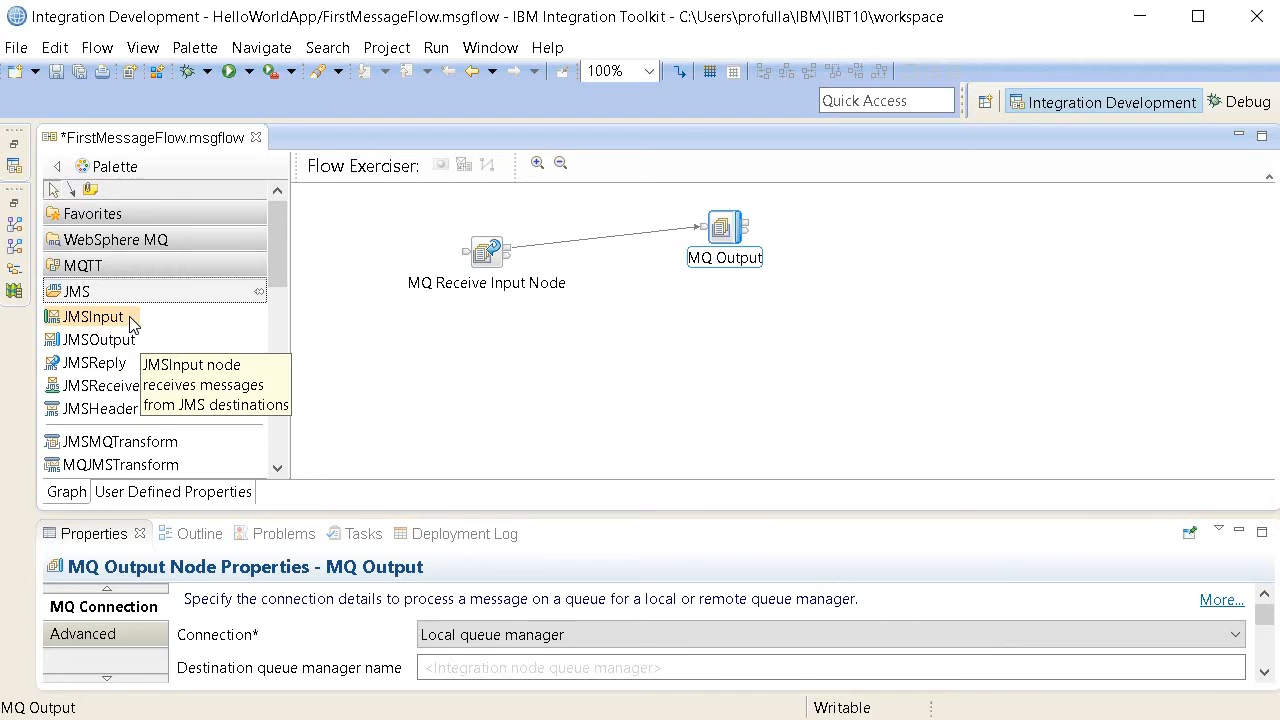 Integration Development - HelloWorldApp/FirstMessageFlow.msgflow - IBM Integration Toolkit - C:\Users\profulla\IBM\IIBT10\workspace
File Edit Flow View Palette Navigate Search Project Run Window Help
100%
Quick Access
Integration Development
Debug
*FirstMessageFlow.msgflow
Palette
Flow Exerciser:
Favorites
WebSphere MQ
MQTT
JMS
JMSInput
JMSOutput
JMSReply
JMSReceive
JMSHeader
JMSMQTransform
MQJMSTransform
JMSInput node
receives messages
from JMS destinations
MQ Receive Input Node
MQ Output
Graph User Defined Properties
Properties Outline Problems Tasks Deployment Log
MQ Output Node Properties - MQ Output
MQ Connection
Advanced
Specify the connection details to process a message on a queue for a local or remote queue manager.
More...
Connection* Local queue manager
Destination queue manager name <Integration node queue manager>
MQ Output Writable